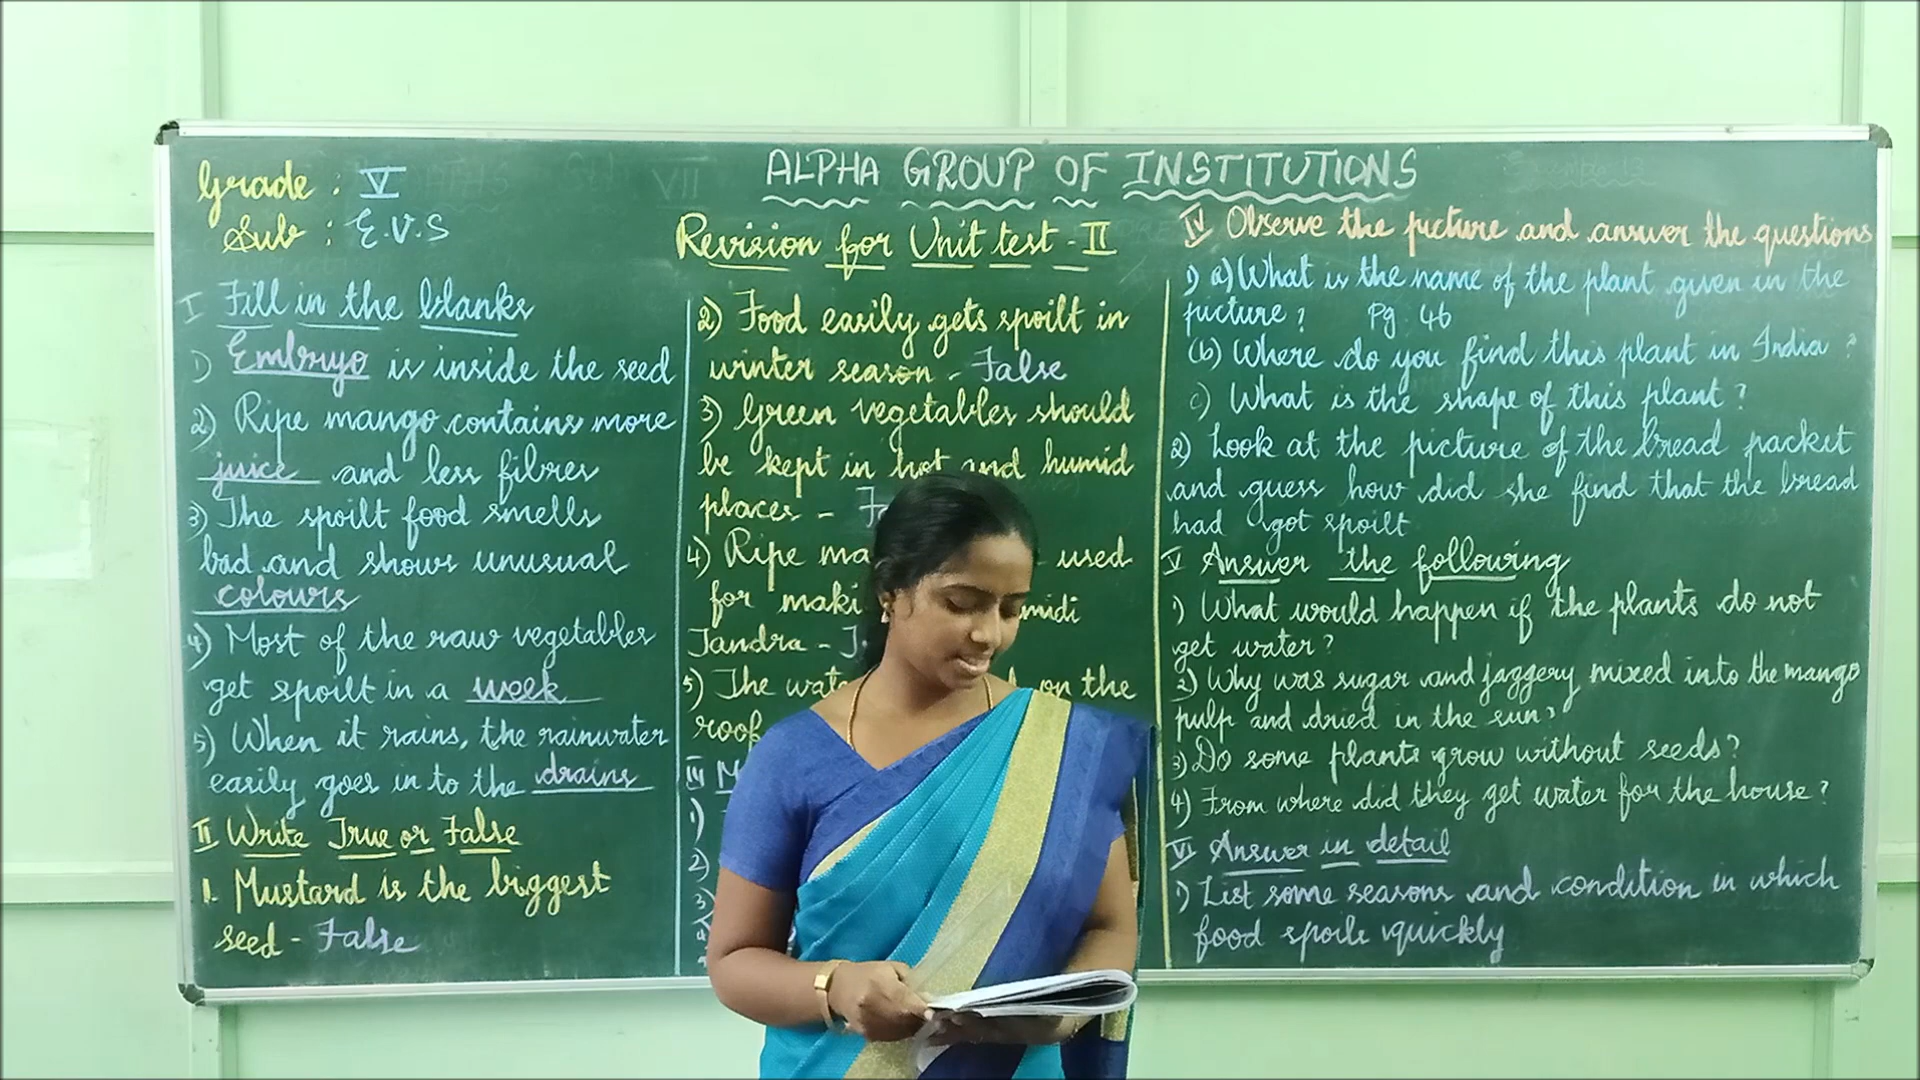 ALPHA GROUP OF INSTITUTIONS
Grade : V
Sub : E.V.S
Revision for Unit test - II
I Fill in the blanks
1) Embryo is inside the seed
2) Ripe mango contains more
juice and less fibres
3) The spoilt food smells
bad and shows unusual
colours
4) Most of the raw vegetables
get spoilt in a week
5) When it rains, the rainwater
easily goes in to the drains
II Write True or False
1. Mustard is the biggest
seed - False
2) Food easily gets spoilt in
winter season - False
3) Green vegetables should
be kept in hot and humid
places -
4) Ripe used
for
Jandra -
5) The on the
roof
III
1)
2)
3)
IV Observe the picture and answer the questions
1) a) What is the name of the plant given in the
picture ? Pg 46
(b) Where do you find this plant in India ?
c) What is the shape of this plant ?
2) Look at the picture of the bread packet
and guess how did she find that the bread
had got spoilt
V Answer the following
1) What would happen if the plants do not
get water ?
2) Why was sugar and jaggery mixed into the mango
pulp and dried in the sun ?
3) Do some plants grow without seeds ?
4) From where did they get water for the house ?
VI Answer in detail
1) List some seasons and condition in which
food spoils quickly